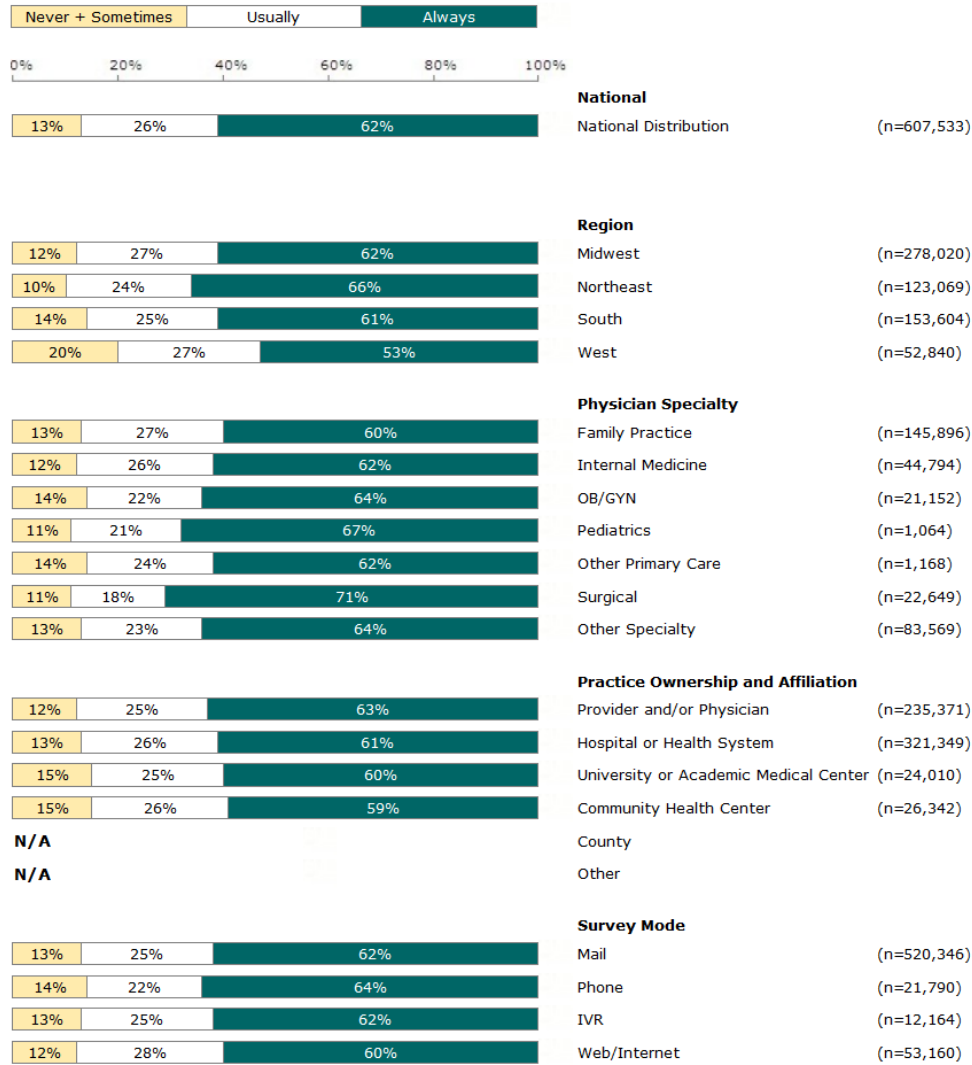 Never + Sometimes Usually Always
0% 20% 40% 60% 80% 100%
National
13% 26% 62% National Distribution (n=607,533)
Region
12% 27% 62% Midwest (n=278,020)
10% 24% 66% Northeast (n=123,069)
14% 25% 61% South (n=153,604)
20% 27% 53% West (n=52,840)
Physician Specialty
13% 27% 60% Family Practice (n=145,896)
12% 26% 62% Internal Medicine (n=44,794)
14% 22% 64% OB/GYN (n=21,152)
11% 21% 67% Pediatrics (n=1,064)
14% 24% 62% Other Primary Care (n=1,168)
11% 18% 71% Surgical (n=22,649)
13% 23% 64% Other Specialty (n=83,569)
Practice Ownership and Affiliation
12% 25% 63% Provider and/or Physician (n=235,371)
13% 26% 61% Hospital or Health System (n=321,349)
15% 25% 60% University or Academic Medical Center (n=24,010)
15% 26% 59% Community Health Center (n=26,342)
N/A County
N/A Other
Survey Mode
13% 25% 62% Mail (n=520,346)
14% 22% 64% Phone (n=21,790)
13% 25% 62% IVR (n=12,164)
12% 28% 60% Web/Internet (n=53,160)